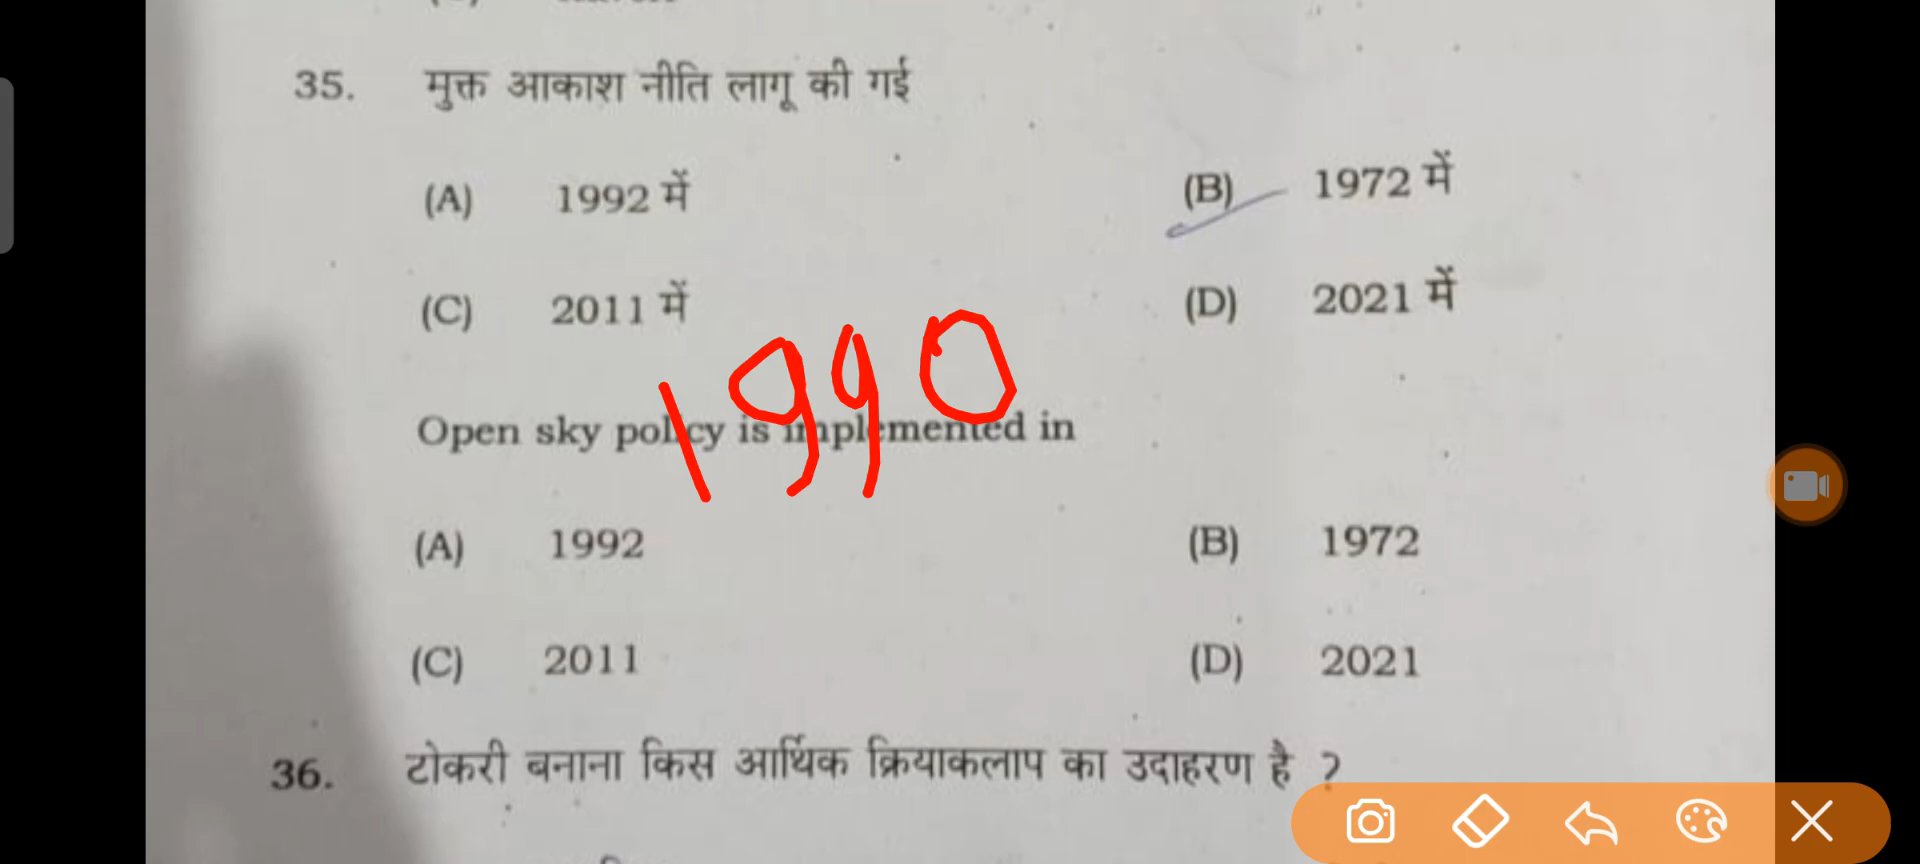 35. मुक्त आकाश नीति लागू की गई
(A) 1992 में (B) 1972 में
(C) 2011 में (D) 2021 में
1990
Open sky policy is implemented in
(A) 1992 (B) 1972
(C) 2011 (D) 2021
36. टोकरी बनाना किस आर्थिक क्रियाकलाप का उदाहरण है ?